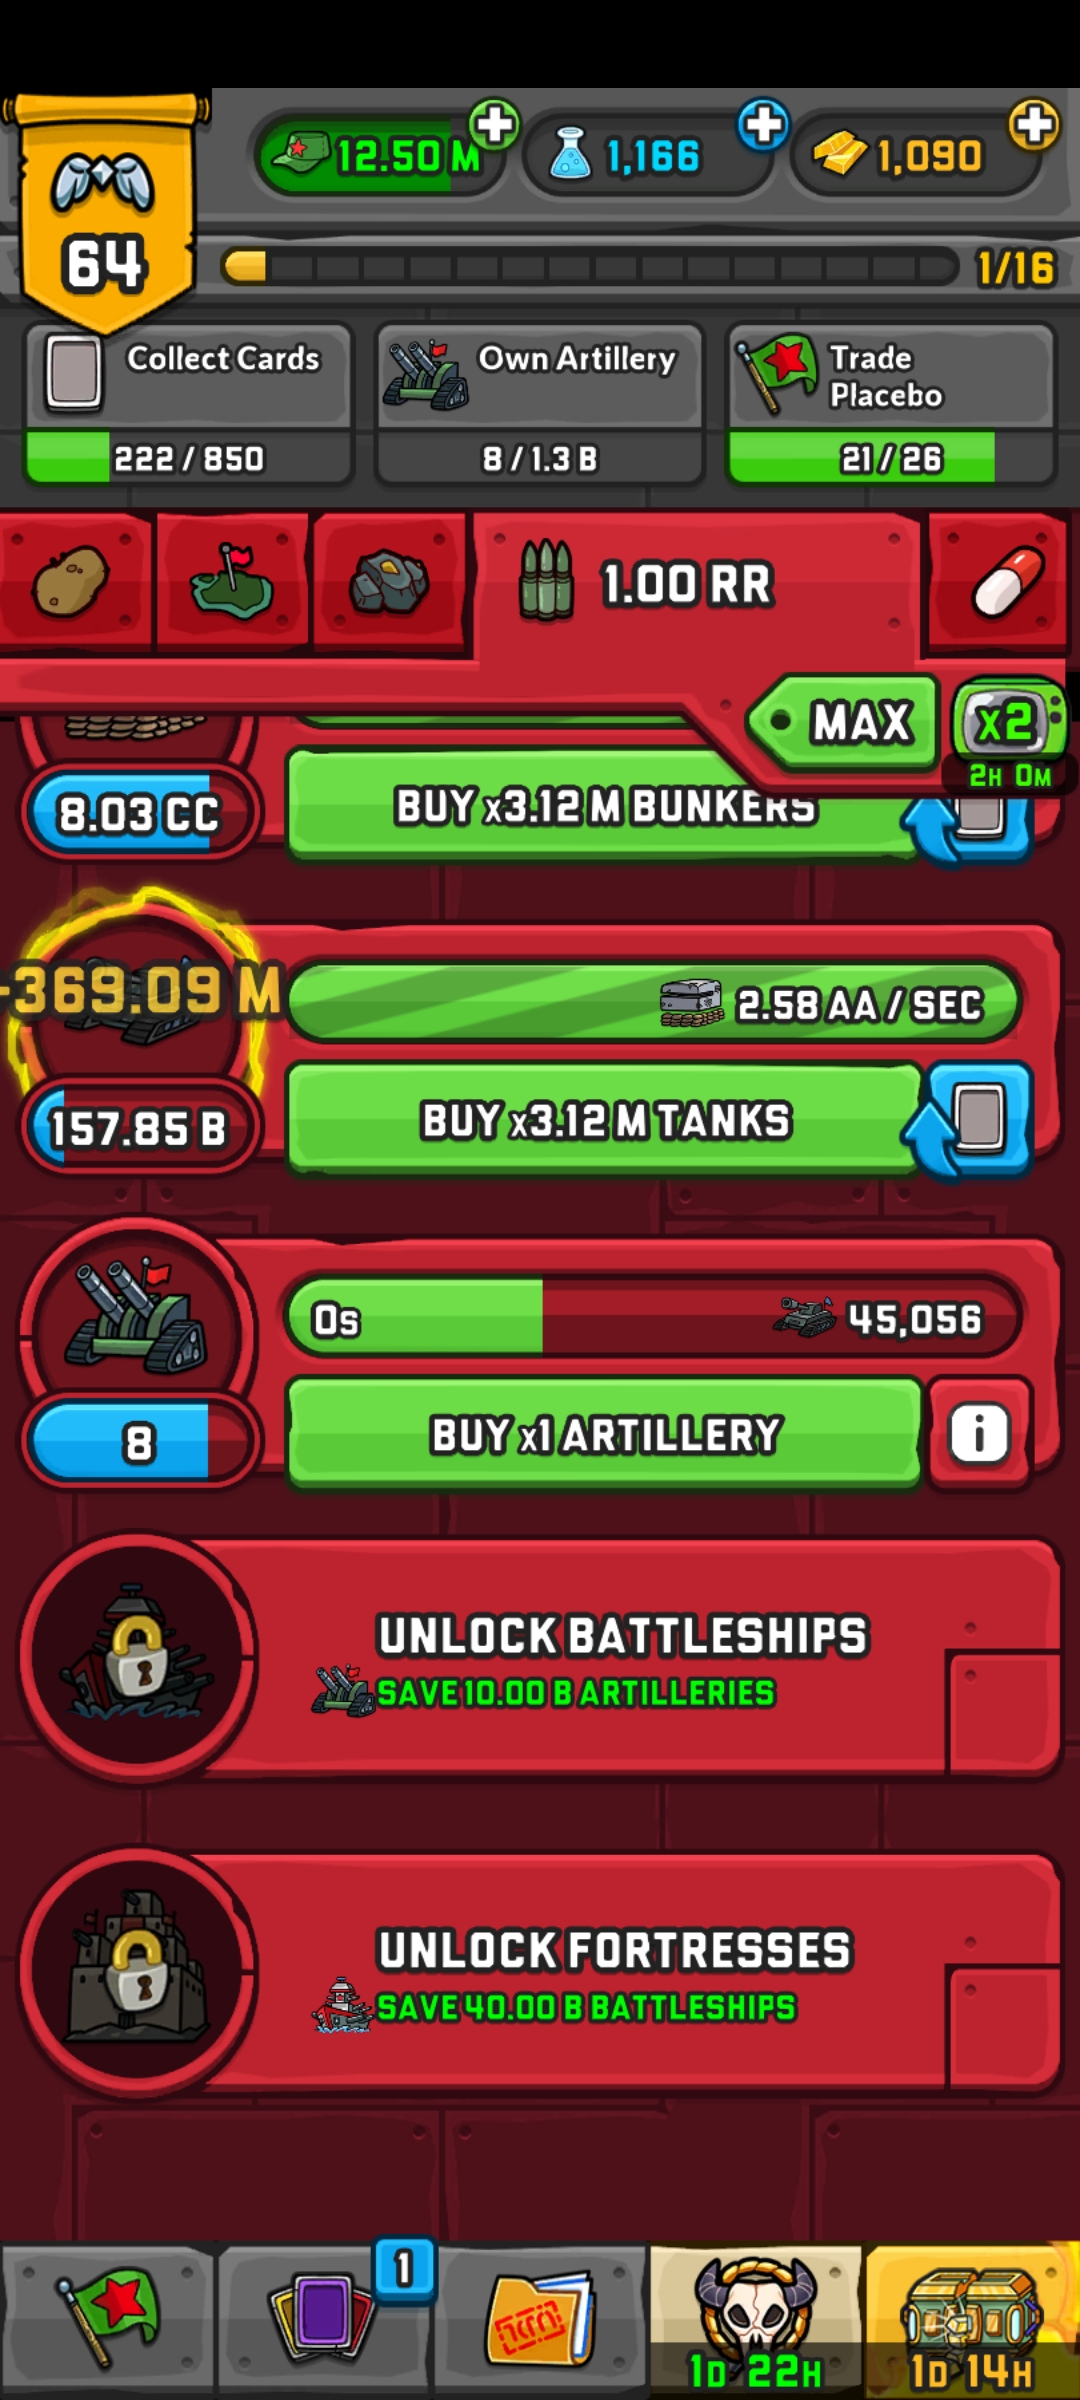 12.50 M
1,166
1,090
64
1/16
Collect Cards
222 / 850
Own Artillery
8 / 1.3 B
Trade
Placebo
21 / 26
1.00 RR
MAX
x2
2H 0M
8.03 CC
BUY x3.12 M BUNKERS
-369.09 M
2.58 AA / SEC
157.85 B
BUY x3.12 M TANKS
0s
45,056
8
BUY x1 ARTILLERY
i
UNLOCK BATTLESHIPS
SAVE 10.00 B ARTILLERIES
UNLOCK FORTRESSES
SAVE 40.00 B BATTLESHIPS
1
1D 22H
1D 14H